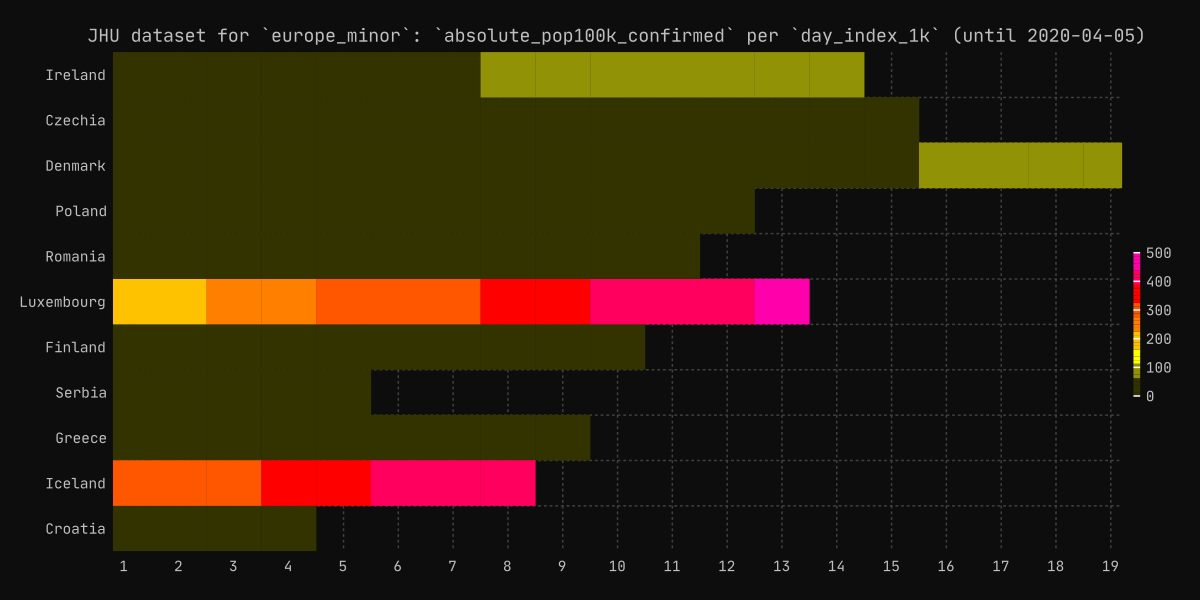 JHU dataset for `europe_minor`: `absolute_pop100k_confirmed` per `day_index_1k` (until 2020-04-05)
Ireland
Czechia
Denmark
Poland
Romania
Luxembourg
Finland
Serbia
Greece
Iceland
Croatia
1 2 3 4 5 6 7 8 9 10 11 12 13 14 15 16 17 18 19
500
400
300
200
100
0